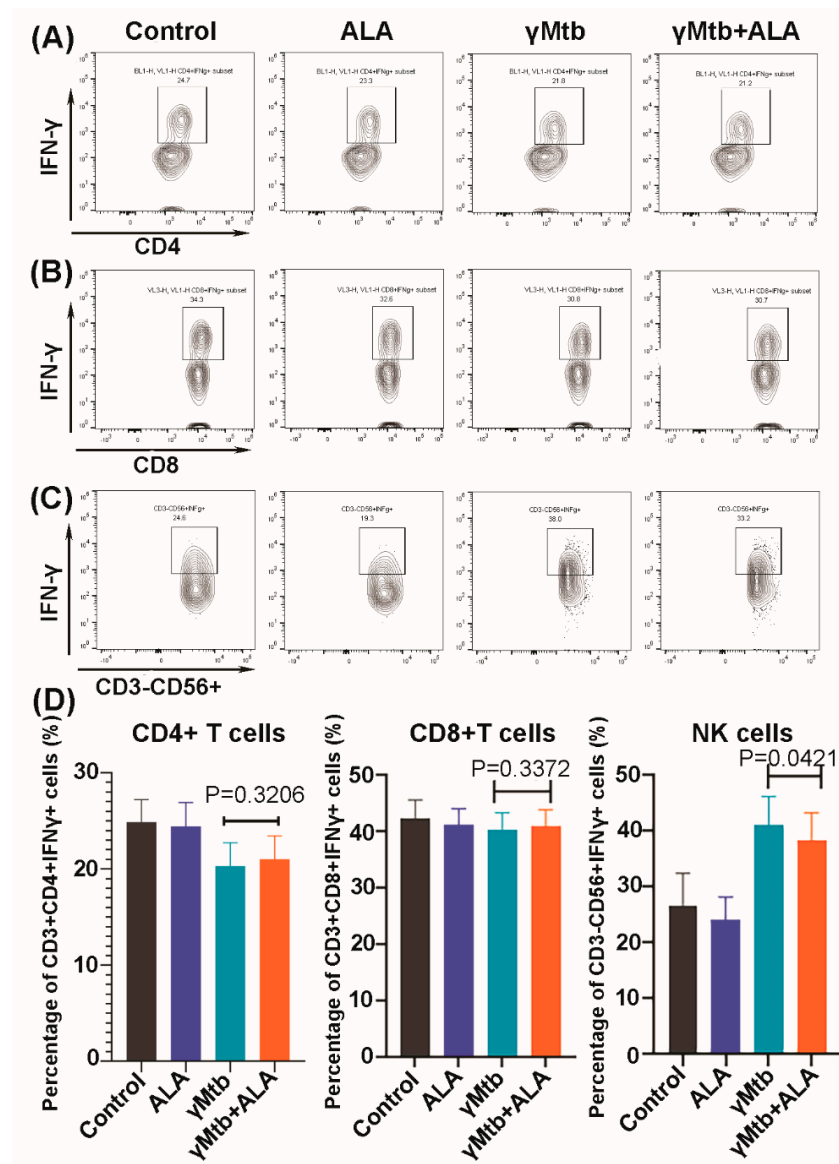 Control ALA γMtb γMtb+ALA
(A)
BL1-H, VL1-H CD4+IFNg+ subset
24.7
BL1-H, VL1-H CD4+IFNg+ subset
23.3
BL1-H, VL1-H CD4+IFNg+ subset
21.8
BL1-H, VL1-H CD4+IFNg+ subset
21.2
IFN-γ
CD4
(B)
VL3-H, VL1-H CD8+IFNg+ subset
34.3
VL3-H, VL1-H CD8+IFNg+ subset
32.6
VL3-H, VL1-H CD8+IFNg+ subset
30.8
VL3-H, VL1-H CD8+IFNg+ subset
30.7
IFN-γ
CD8
(C)
CD3-CD56+INFg+
24.6
CD3-CD56+INFg+
19.3
CD3-CD56+INFg+
38.0
CD3-CD56+INFg+
33.2
IFN-γ
CD3-CD56+
(D)
CD4+ T cells
Percentage of CD3+CD4+IFNγ+ cells (%)
30
20
10
0
P=0.3206
Control
ALA
γMtb
γMtb+ALA
CD8+T cells
Percentage of CD3+CD8+IFNγ+ cells (%)
50
40
30
20
10
0
P=0.3372
Control
ALA
γMtb
γMtb+ALA
NK cells
Percentage of CD3-CD56+IFNγ+ cells (%)
50
40
30
20
10
0
P=0.0421
Control
ALA
γMtb
γMtb+ALA